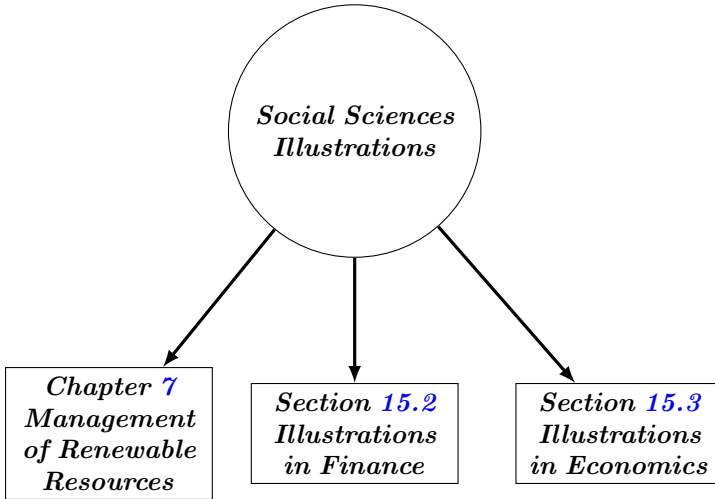 Social Sciences
Illustrations
Chapter 7
Management
of Renewable
Resources
Section 15.2
Illustrations
in Finance
Section 15.3
Illustrations
in Economics